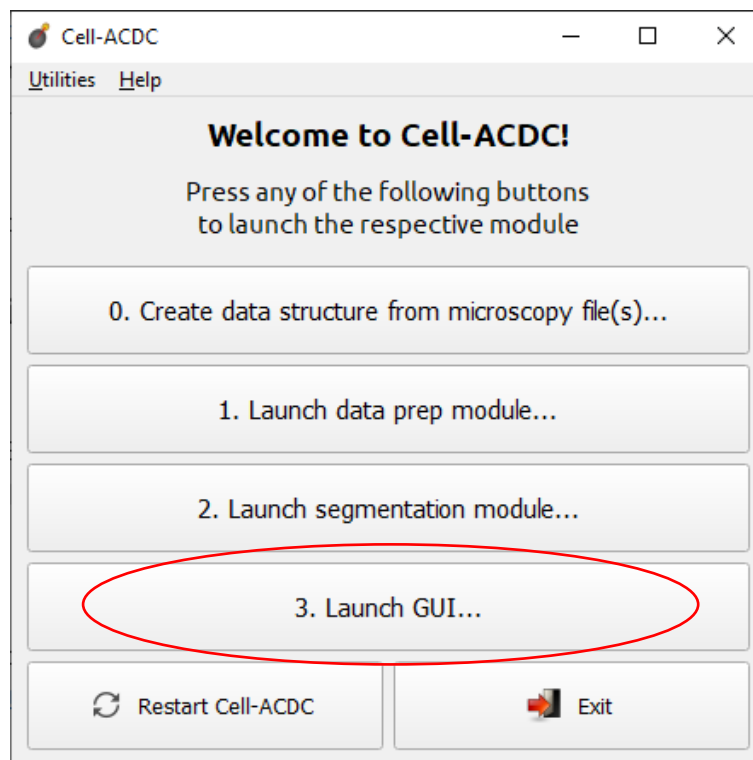 Cell-ACDC
Utilities Help
Welcome to Cell-ACDC!
Press any of the following buttons
to launch the respective module
0. Create data structure from microscopy file(s)...
1. Launch data prep module...
2. Launch segmentation module...
3. Launch GUI...
Restart Cell-ACDC Exit